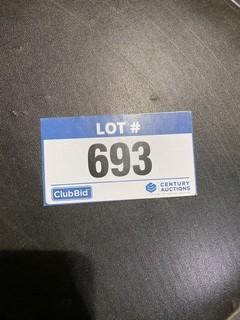 LOT #
693
ClubBid
CENTURY
AUCTIONS